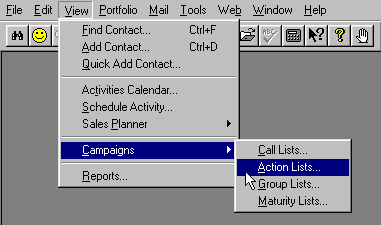 File Edit View Portfolio Mail Tools Web Window Help
Find Contact... Ctrl+F
Add Contact... Ctrl+D
Quick Add Contact...
Activities Calendar...
Schedule Activity...
Sales Planner
Campaigns
Reports...
Call Lists...
Action Lists...
Group Lists...
Maturity Lists...
ABC
?
?